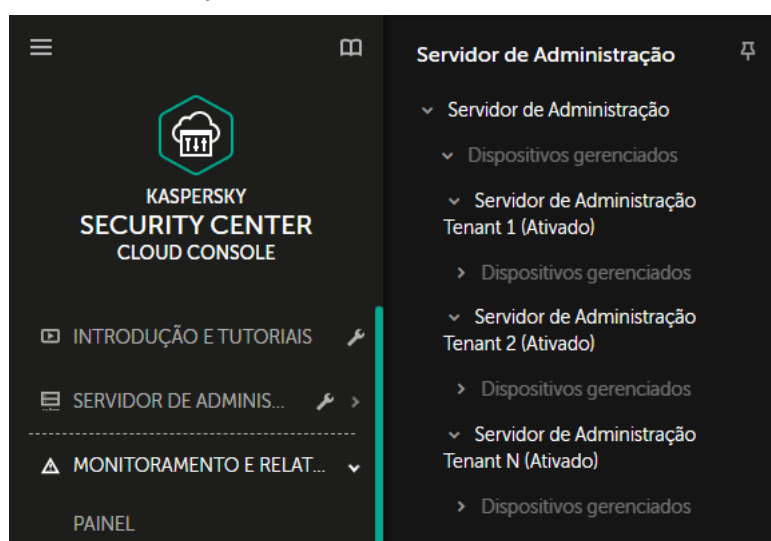 KASPERSKY
SECURITY CENTER
CLOUD CONSOLE
INTRODUÇÃO E TUTORIAIS
SERVIDOR DE ADMINIS...
MONITORAMENTO E RELAT...
PAINEL
Servidor de Administração
Servidor de Administração
Dispositivos gerenciados
Servidor de Administração
Tenant 1 (Ativado)
Dispositivos gerenciados
Servidor de Administração
Tenant 2 (Ativado)
Dispositivos gerenciados
Servidor de Administração
Tenant N (Ativado)
Dispositivos gerenciados